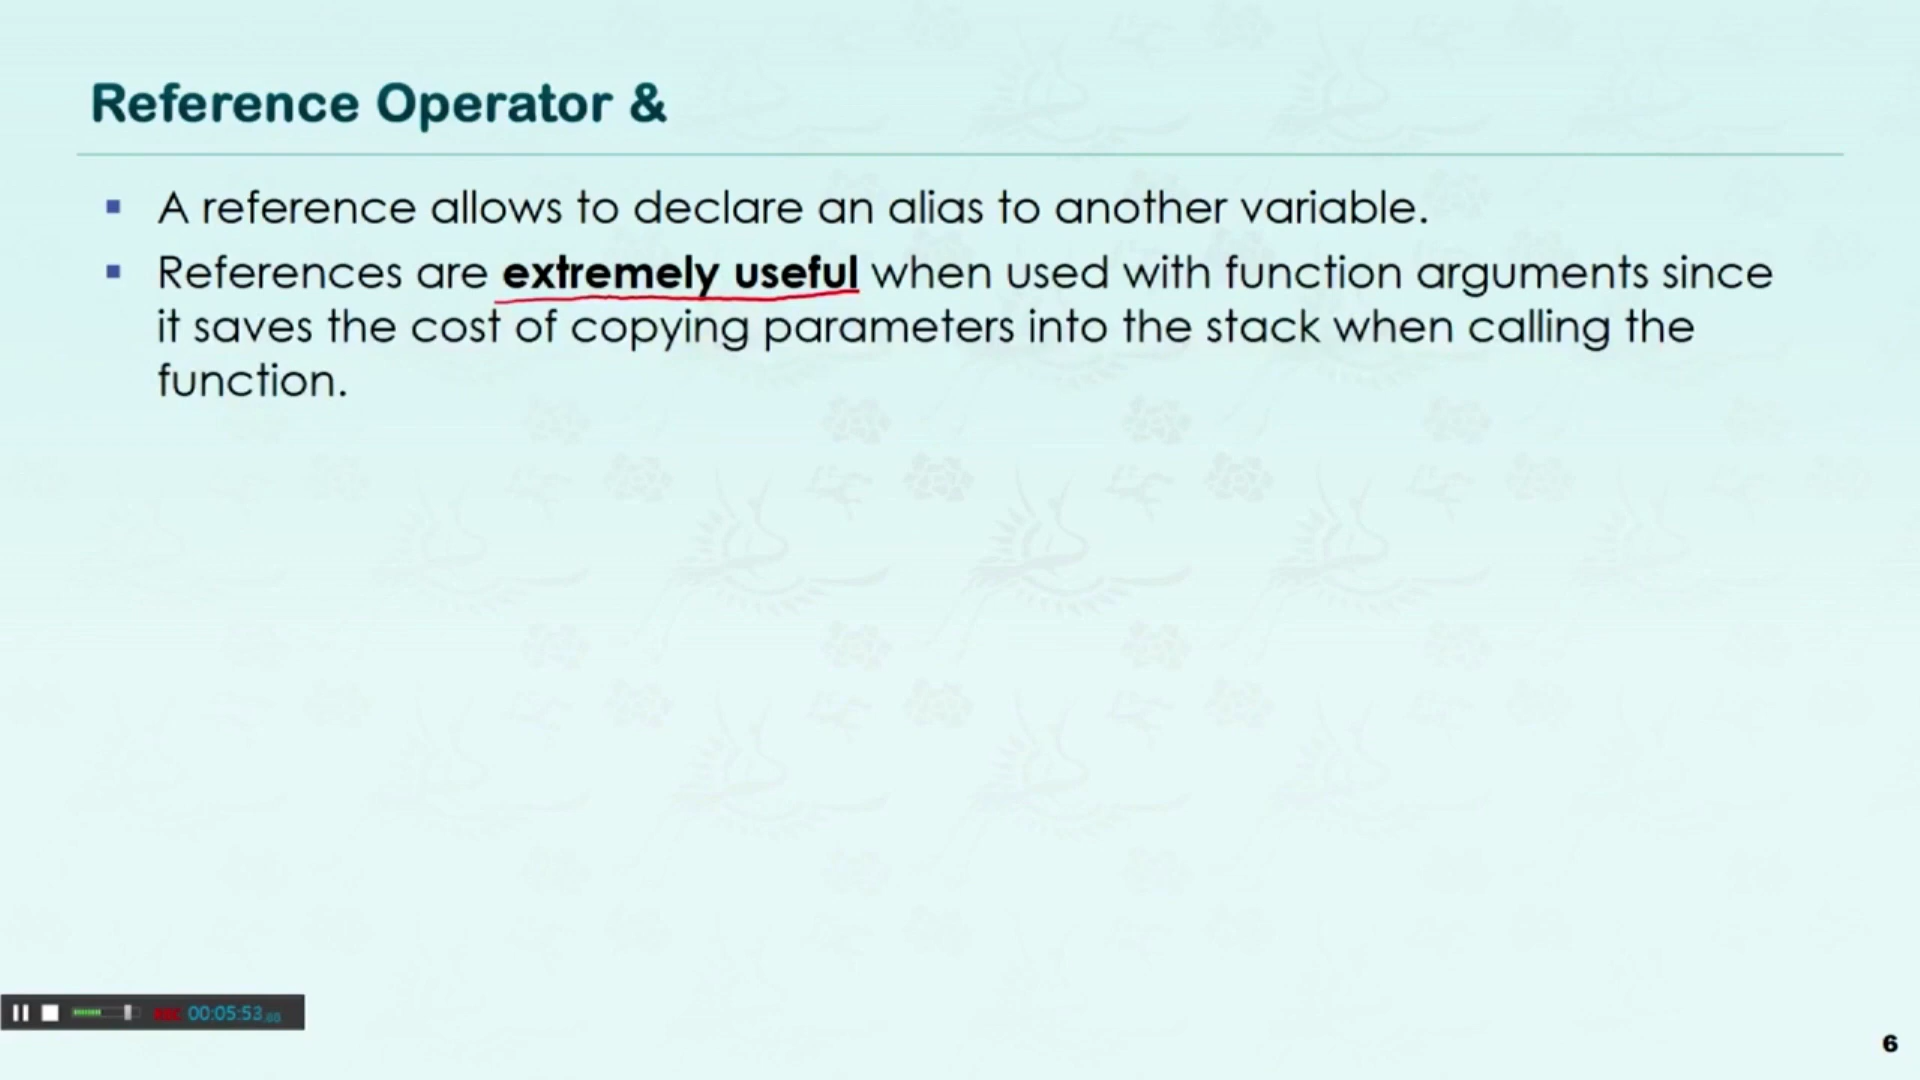 Reference Operator &
A reference allows to declare an alias to another variable.
References are extremely useful when used with function arguments since
it saves the cost of copying parameters into the stack when calling the
function.
REC 00:05:53
6